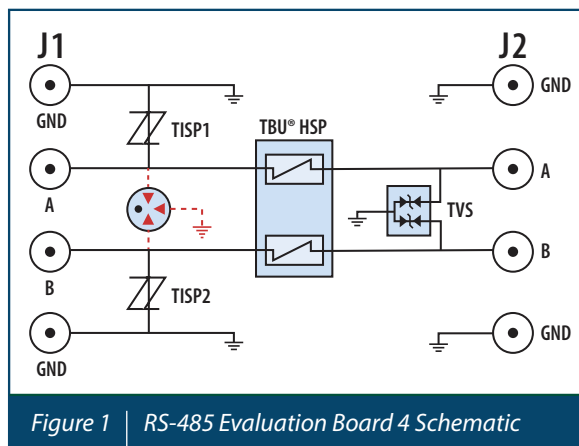 J1
J2
GND
GND
TISP1
TBU® HSP
A
A
TVS
B
B
TISP2
GND
GND
Figure 1 | RS-485 Evaluation Board 4 Schematic